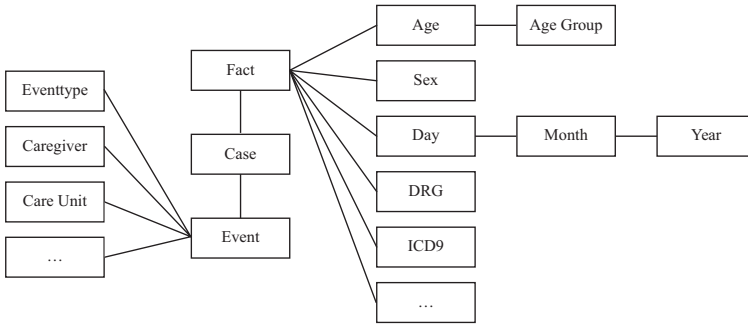 Age
Age Group
Fact
Sex
Eventtype
Day
Month
Year
Caregiver
Case
DRG
Care Unit
Event
ICD9
…
…